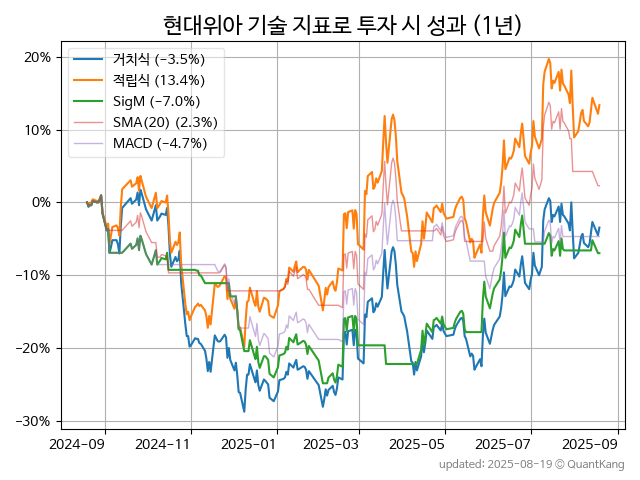 현대위아 기술 지표로 투자 시 성과 (1년)
거치식 (−3.5%)
적립식 (13.4%)
SigM (−7.0%)
SMA(20) (2.3%)
MACD (−4.7%)
20%
10%
0%
−10%
−20%
−30%
2024-09 2024-11 2025-01 2025-03 2025-05 2025-07 2025-09
updated: 2025-08-19 © QuantKang